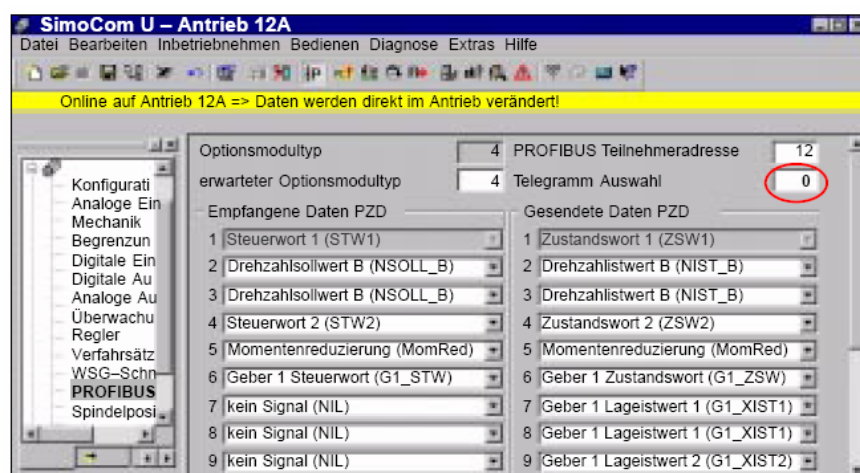 SimoCom U – Antrieb 12A
Datei Bearbeiten Inbetriebnehmen Bedienen Diagnose Extras Hilfe
Online auf Antrieb 12A => Daten werden direkt im Antrieb verändert!
Konfigurati
Analoge Ein
Mechanik
Begrenzun
Digitale Ein
Digitale Au
Analoge Au
Überwachu
Regler
Verfahrsätz
WSG–Schn
PROFIBUS
Spindelposi
Optionsmodultyp 4 PROFIBUS Teilnehmeradresse 12
erwarteter Optionsmodultyp 4 Telegramm Auswahl 0
Empfangene Daten PZD Gesendete Daten PZD
1 Steuerwort 1 (STW1) 1 Zustandswort 1 (ZSW1)
2 Drehzahlsollwert B (NSOLL_B) 2 Drehzahlistwert B (NIST_B)
3 Drehzahlsollwert B (NSOLL_B) 3 Drehzahlistwert B (NIST_B)
4 Steuerwort 2 (STW2) 4 Zustandswort 2 (ZSW2)
5 Momentenreduzierung (MomRed) 5 Momentenreduzierung (MomRed)
6 Geber 1 Steuerwort (G1_STW) 6 Geber 1 Zustandswort (G1_ZSW)
7 kein Signal (NIL) 7 Geber 1 Lageistwert 1 (G1_XIST1)
8 kein Signal (NIL) 8 Geber 1 Lageistwert 1 (G1_XIST1)
9 kein Signal (NIL) 9 Geber 1 Lageistwert 2 (G1_XIST2)